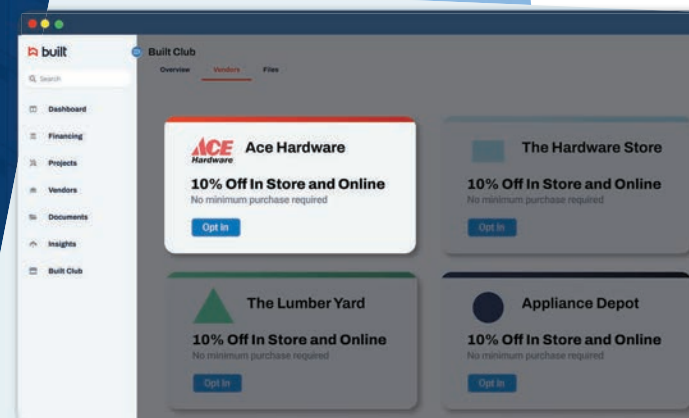 built
Search
Dashboard
Financing
Projects
Vendors
Documents
Insights
Built Club
Built Club
Overview Vendors Files
ACE
Hardware
Ace Hardware
10% Off In Store and Online
No minimum purchase required
Opt In
The Hardware Store
10% Off In Store and Online
No minimum purchase required
Opt In
The Lumber Yard
10% Off In Store and Online
No minimum purchase required
Opt In
Appliance Depot
10% Off In Store and Online
No minimum purchase required
Opt In